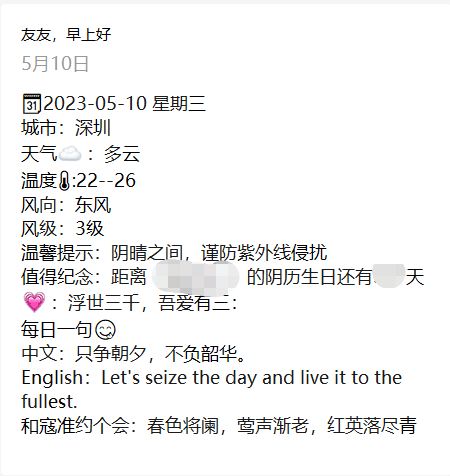 友友，早上好
5月10日
📅2023-05-10 星期三
城市：深圳
天气☁️：多云
温度🌡:22--26
风向：东风
风级：3级
温馨提示：阴晴之间，谨防紫外线侵扰
值得纪念：距离 的阴历生日还有 天
💗：浮世三千，吾爱有三：
每日一句😋
中文：只争朝夕，不负韶华。
English：Let's seize the day and live it to the
fullest.
和寇准约个会：春色将阑，莺声渐老，红英落尽青